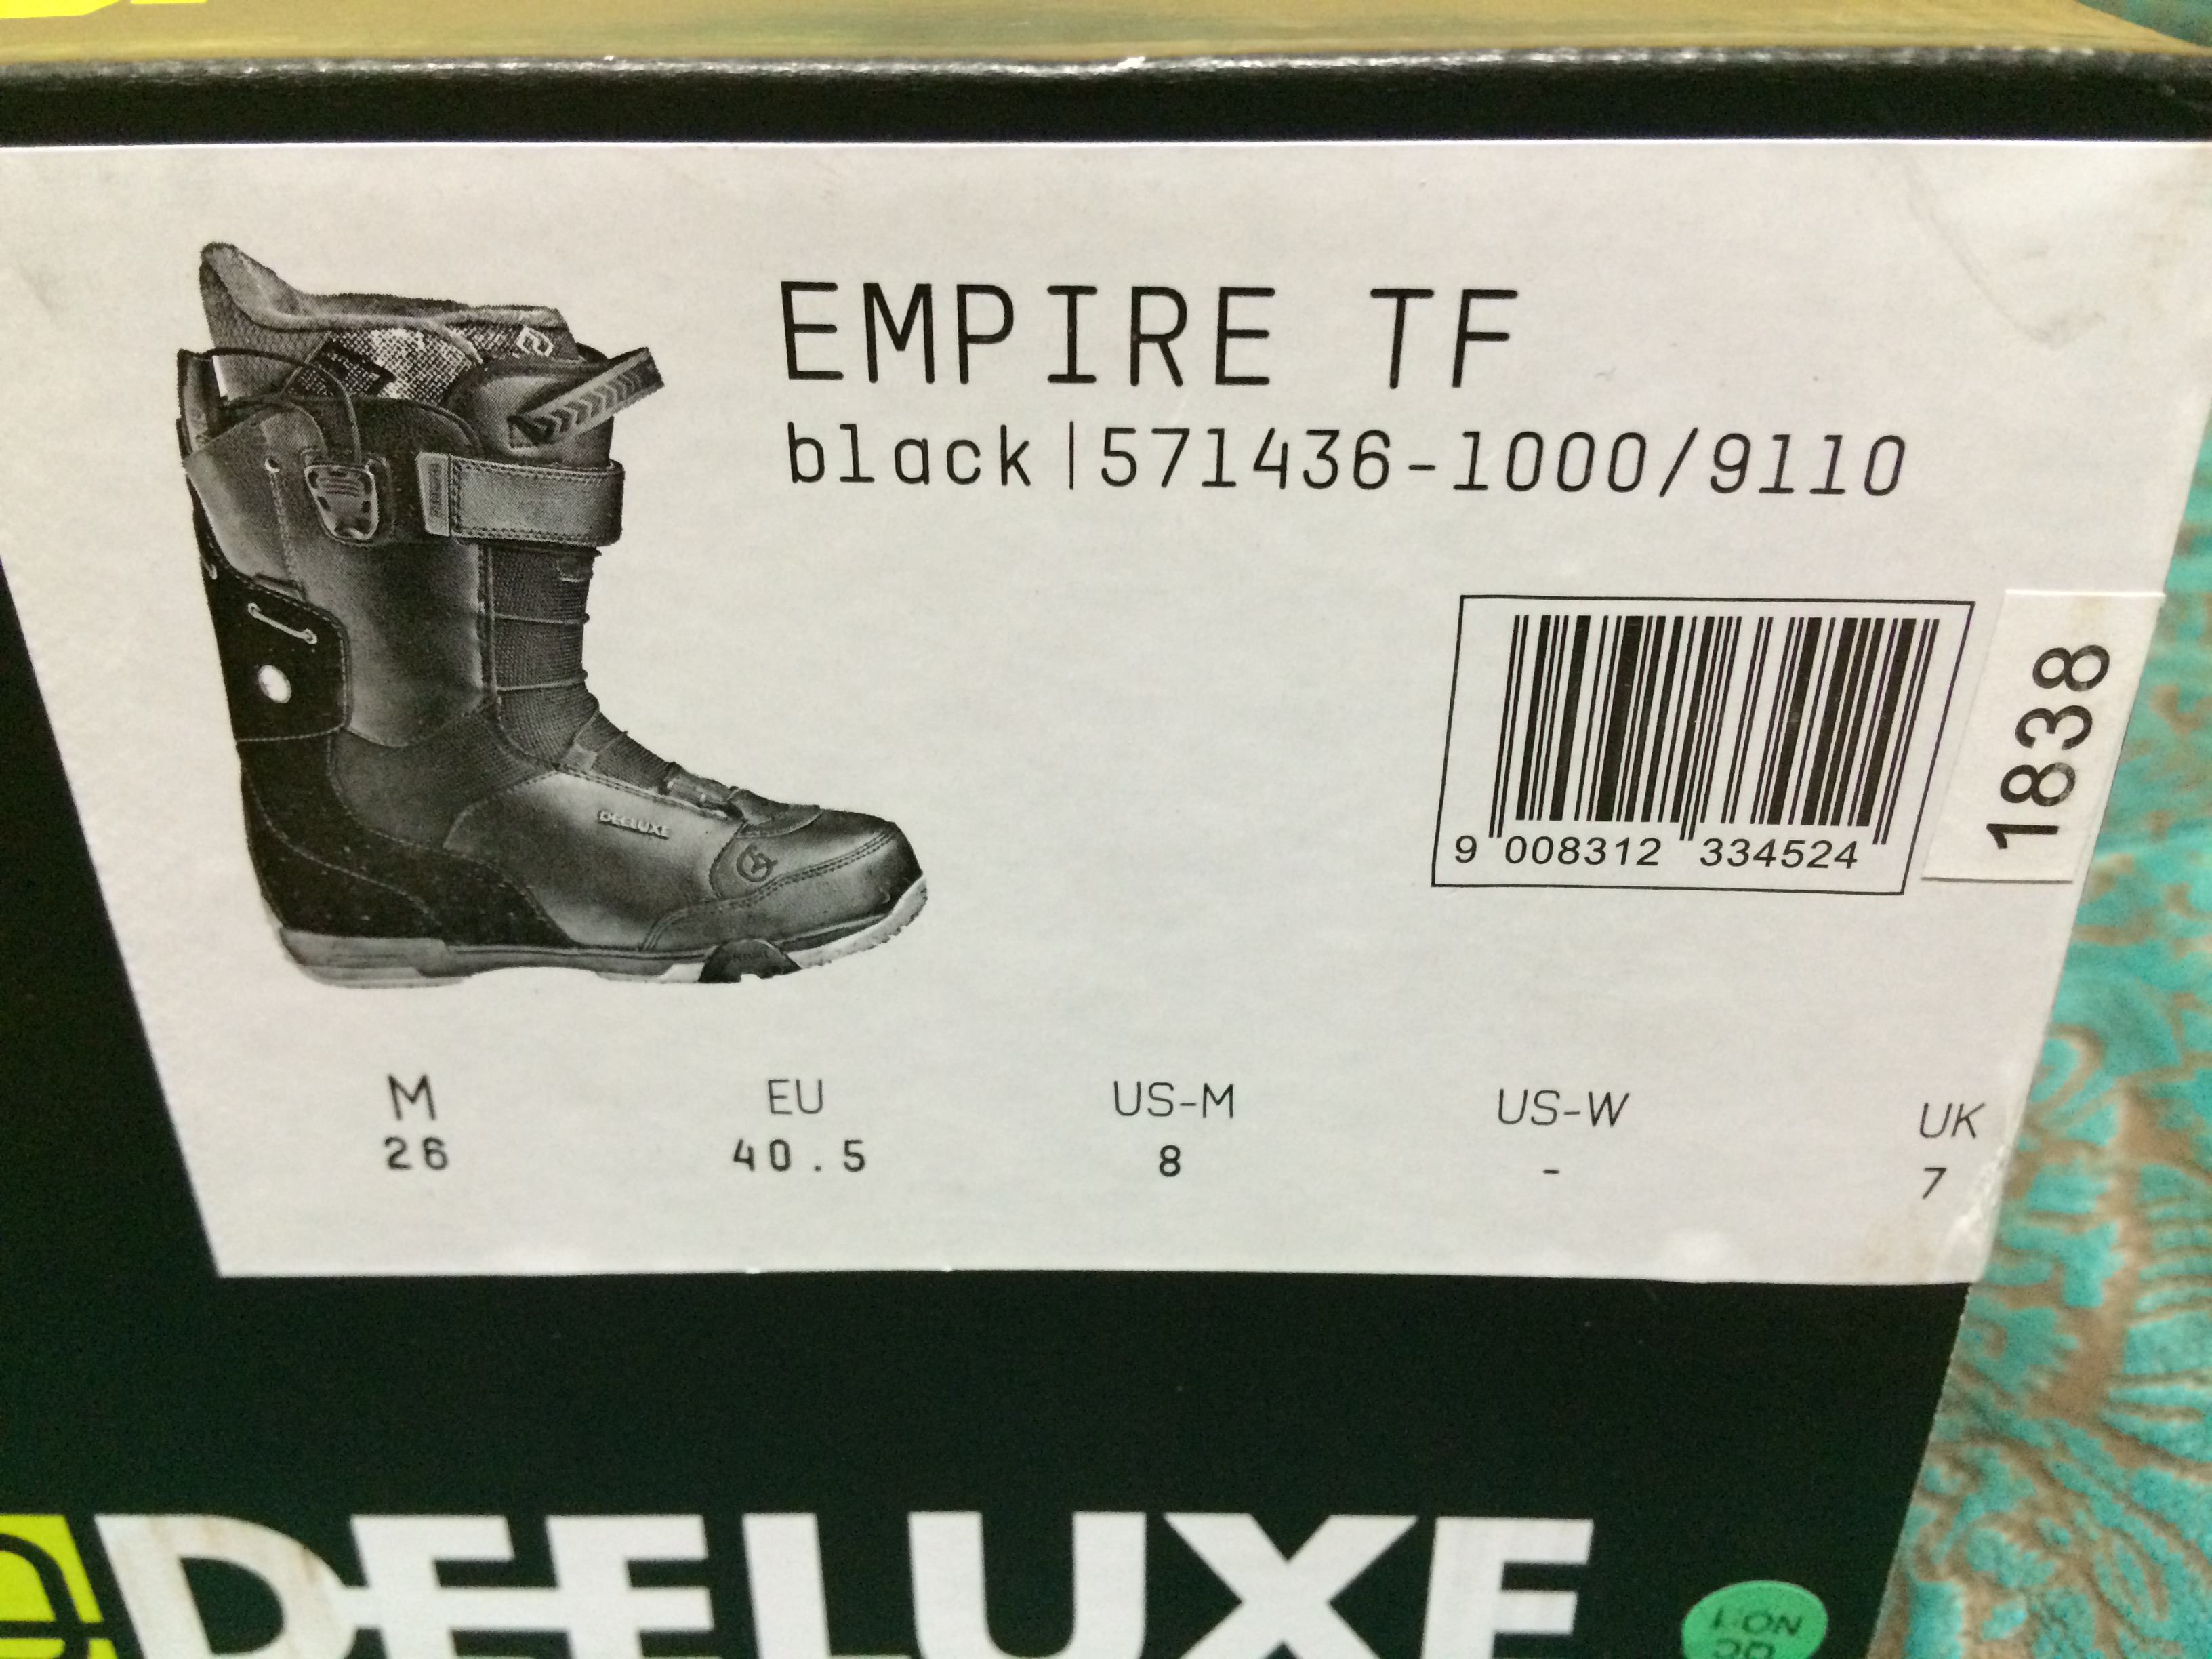 EMPIRE TF
black|571436-1000/9110
DEELUXE
9 008312 334524
1838
M EU US-M US-W UK
26 40.5 8 - 7
DEELUXE